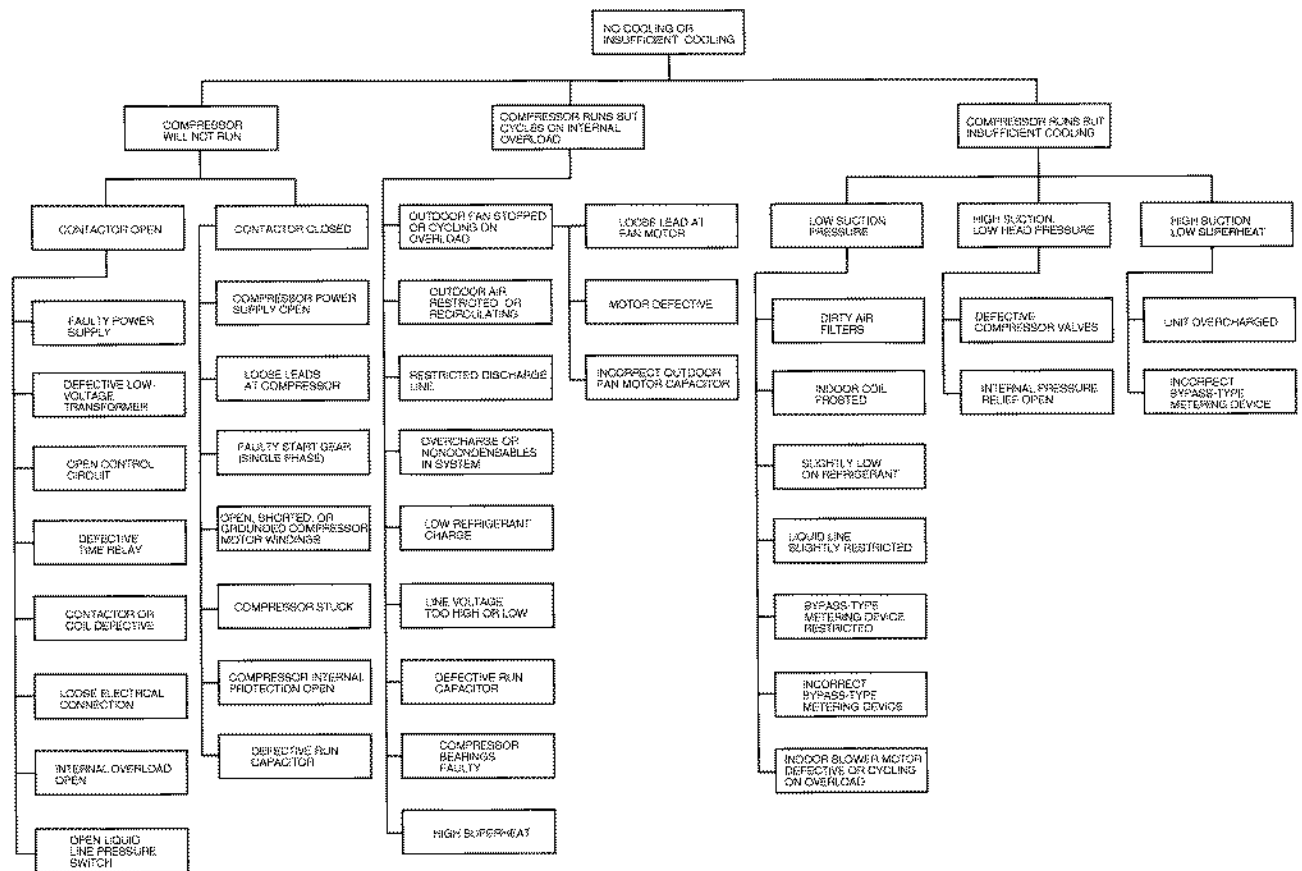 NO COOLING OR
INSUFFICIENT COOLING
COMPRESSOR
WILL NOT RUN
COMPRESSOR RUNS BUT
CYCLES ON INTERNAL
OVERLOAD
COMPRESSOR RUNS BUT
INSUFFICIENT COOLING
CONTACTOR OPEN
FAULTY POWER
SUPPLY
DEFECTIVE LOW-
VOLTAGE
TRANSFORMER
OPEN CONTROL
CIRCUIT
DEFECTIVE
TIME RELAY
CONTACTOR OR
COIL DEFECTIVE
LOOSE ELECTRICAL
CONNECTION
INTERNAL OVERLOAD
OPEN
OPEN LIQUID
LINE PRESSURE
SWITCH
CONTACTOR CLOSED
COMPRESSOR POWER
SUPPLY OPEN
LOOSE LEADS
AT COMPRESSOR
FAULTY START GEAR
(SINGLE PHASE)
OPEN, SHORTED, OR
GROUNDED COMPRESSOR
MOTOR WINDINGS
COMPRESSOR STUCK
COMPRESSOR INTERNAL
PROTECTION OPEN
DEFECTIVE RUN
CAPACITOR
OUTDOOR FAN STOPPED
OR CYCLING ON
OVERLOAD
OUTDOOR AIR
RESTRICTED OR
RECIRCULATING
RESTRICTED DISCHARGE
LINE
OVERCHARGE OR
NONCONDENSABLES
IN SYSTEM
LOW REFRIGERANT
CHARGE
LINE VOLTAGE
TOO HIGH OR LOW
DEFECTIVE RUN
CAPACITOR
COMPRESSOR
BEARINGS
FAULTY
HIGH SUPERHEAT
LOOSE LEAD AT
FAN MOTOR
MOTOR DEFECTIVE
INCORRECT OUTDOOR
FAN MOTOR CAPACITOR
LOW SUCTION
PRESSURE
DIRTY AIR
FILTERS
INDOOR COIL
FROSTED
SLIGHTLY LOW
ON REFRIGERANT
LIQUID LINE
SLIGHTLY RESTRICTED
BYPASS-TYPE
METERING DEVICE
RESTRICTED
INCORRECT
BYPASS-TYPE
METERING DEVICE
INDOOR BLOWER MOTOR
DEFECTIVE OR CYCLING
ON OVERLOAD
HIGH SUCTION,
LOW HEAD PRESSURE
DEFECTIVE
COMPRESSOR VALVES
INTERNAL PRESSURE
RELIEF OPEN
HIGH SUCTION
LOW SUPERHEAT
UNIT OVERCHARGED
INCORRECT
BYPASS-TYPE
METERING DEVICE